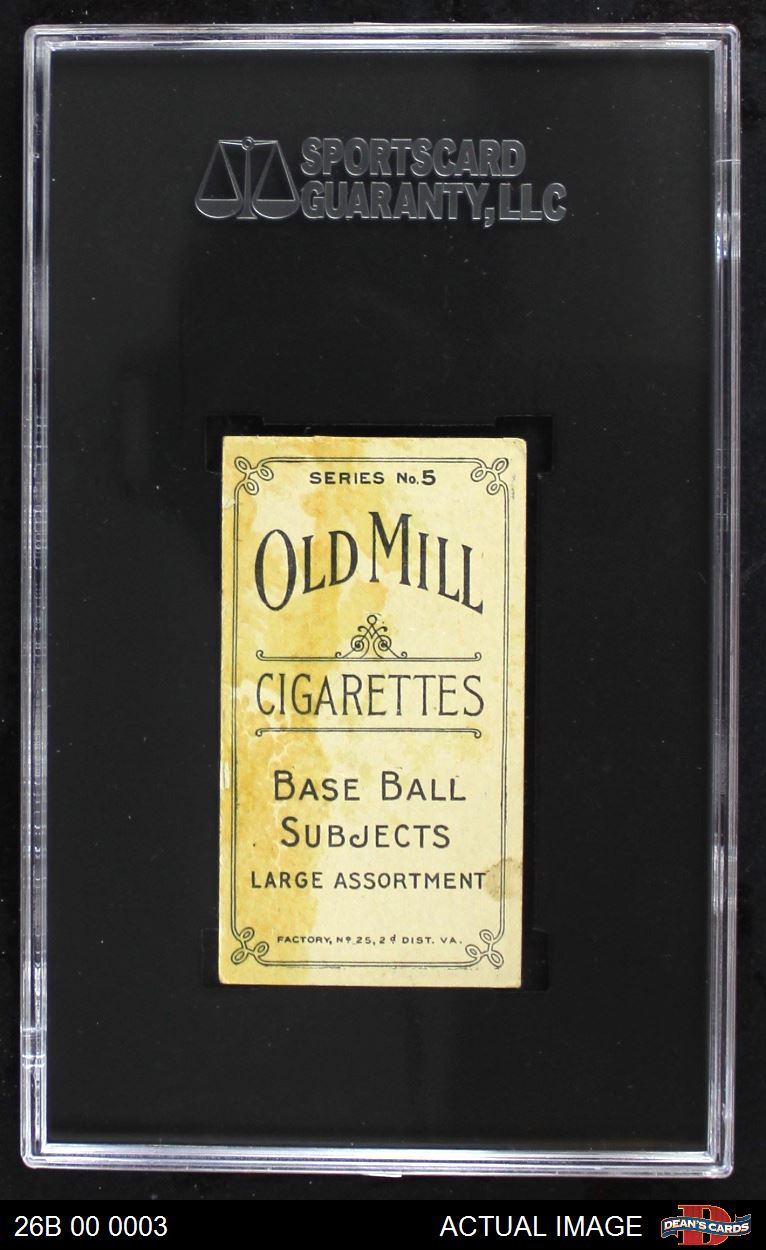 SPORTSCARD
GUARANTY, LLC
SERIES No. 5
OLD MILL
CIGARETTES
BASE BALL
SUBJECTS
LARGE ASSORTMENT
FACTORY, Nº 25, 2d DIST. VA.
26B 00 0003 ACTUAL IMAGE D DEAN'S CARDS